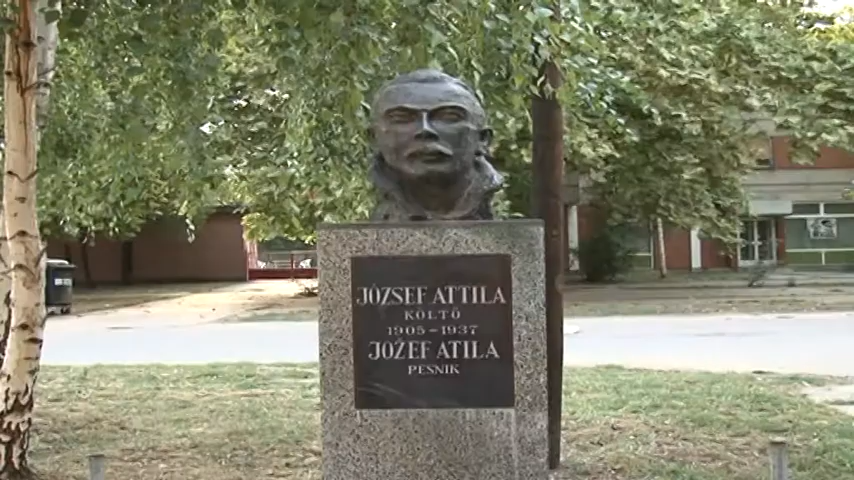 JÓZSEF ATTILA
KÖLTŐ
1905-1937
JOŽEF ATILA
PESNIK